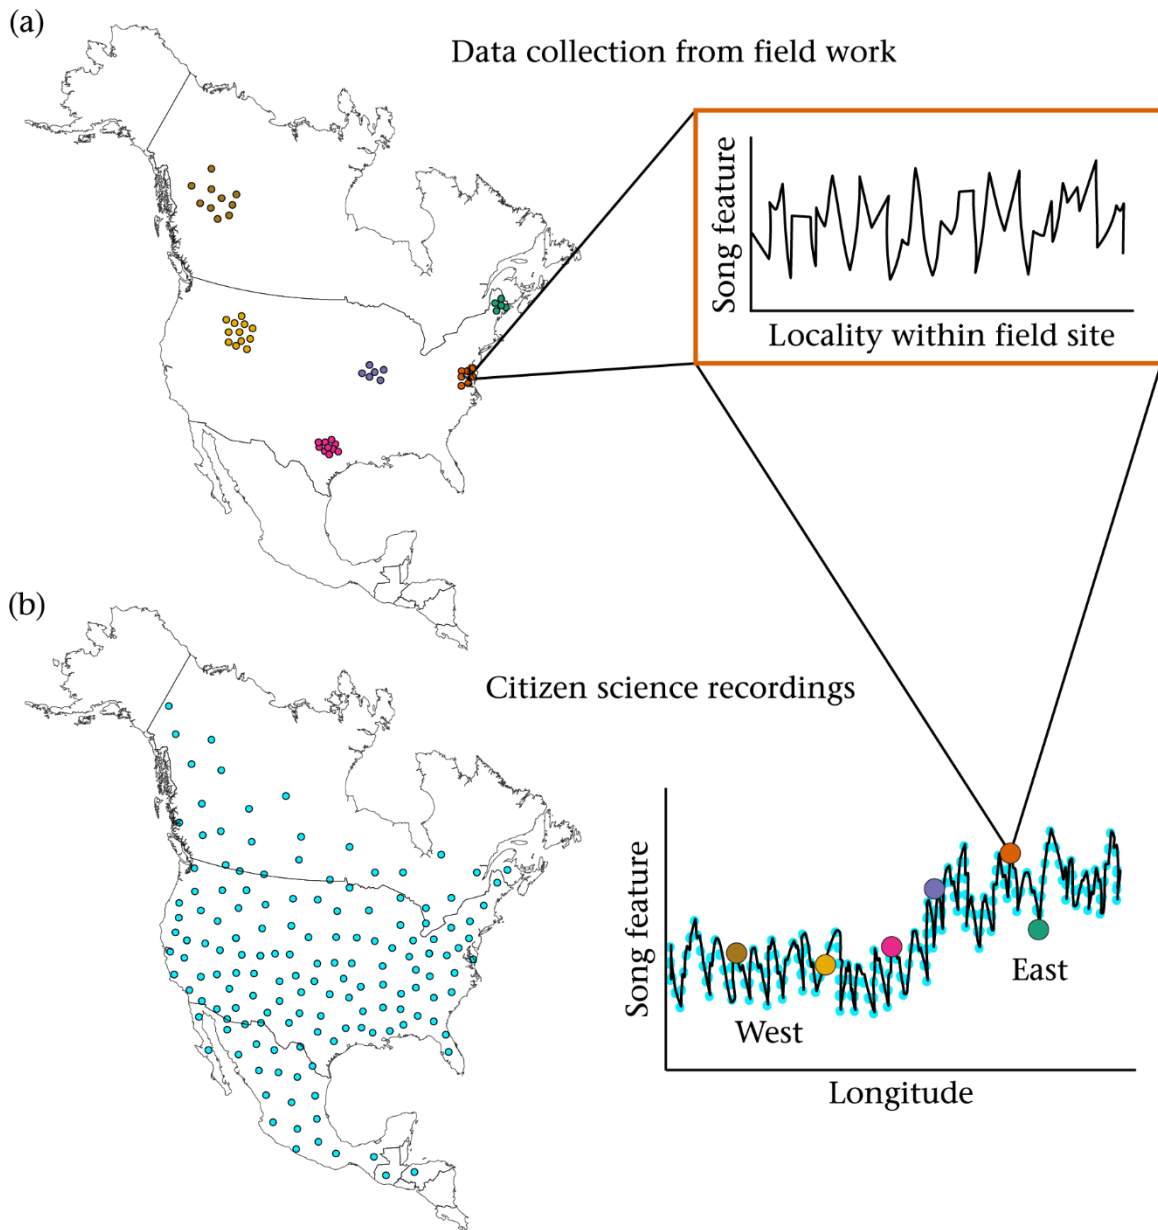 (a)
Data collection from field work
Song feature
Locality within field site
(b)
Citizen science recordings
Song feature
East
West
Longitude